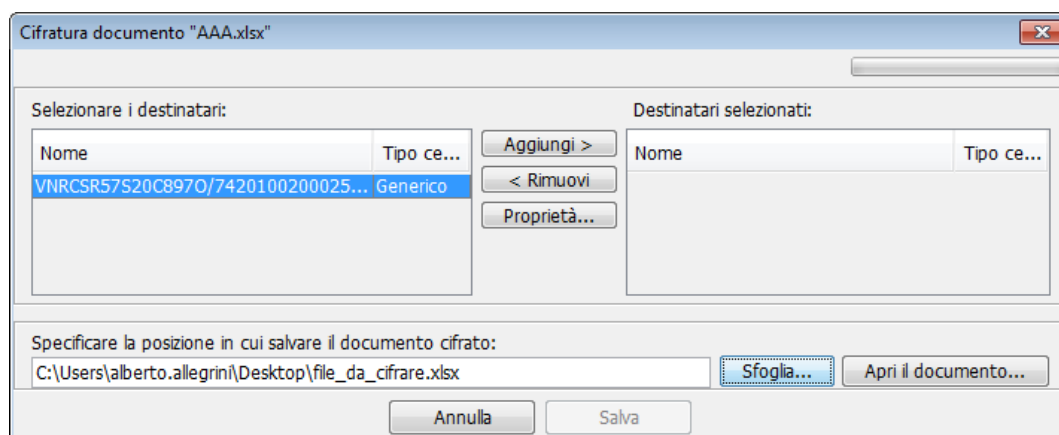 Cifratura documento "AAA.xlsx"
Selezionare i destinatari:
Destinatari selezionati:
Nome
Tipo ce...
Aggiungi >
Nome
Tipo ce...
VNRCSR57S20C897O/7420100200025...
Generico
< Rimuovi
Proprietà...
Specificare la posizione in cui salvare il documento cifrato:
C:\Users\alberto.allegrini\Desktop\file_da_cifrare.xlsx
Sfoglia...
Apri il documento...
Annulla
Salva